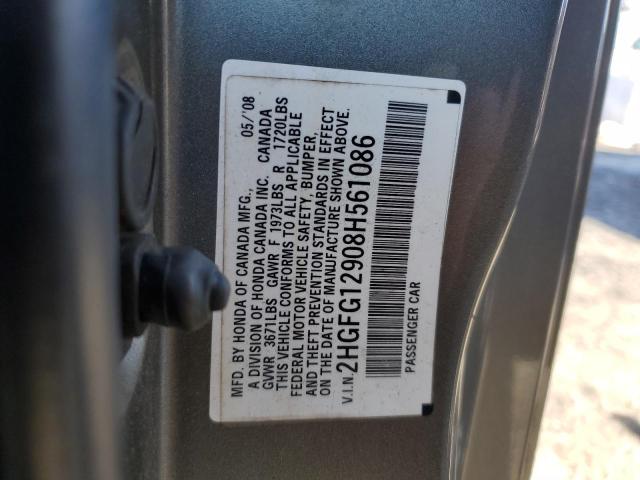 MFD. BY HONDA OF CANADA MFG., 05/'08
A DIVISION OF HONDA CANADA INC. CANADA
GVWR 3671LBS GAWR F 1973LBS R 1720LBS
THIS VEHICLE CONFORMS TO ALL APPLICABLE
FEDERAL MOTOR VEHICLE SAFETY, BUMPER,
AND THEFT PREVENTION STANDARDS IN EFFECT
ON THE DATE OF MANUFACTURE SHOWN ABOVE.
V.I.N. 2HGFG12908H561086
PASSENGER CAR